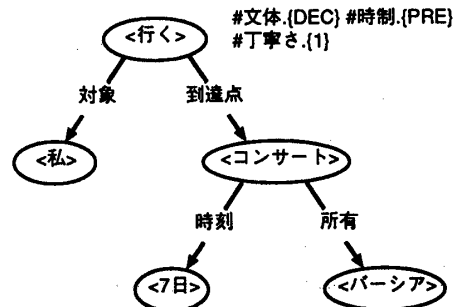 <行く>
#文体.{DEC} #時制.{PRE}
#丁寧さ.{1}
対象
到達点
<私>
<コンサート>
時刻
所有
<7日>
<バーシア>